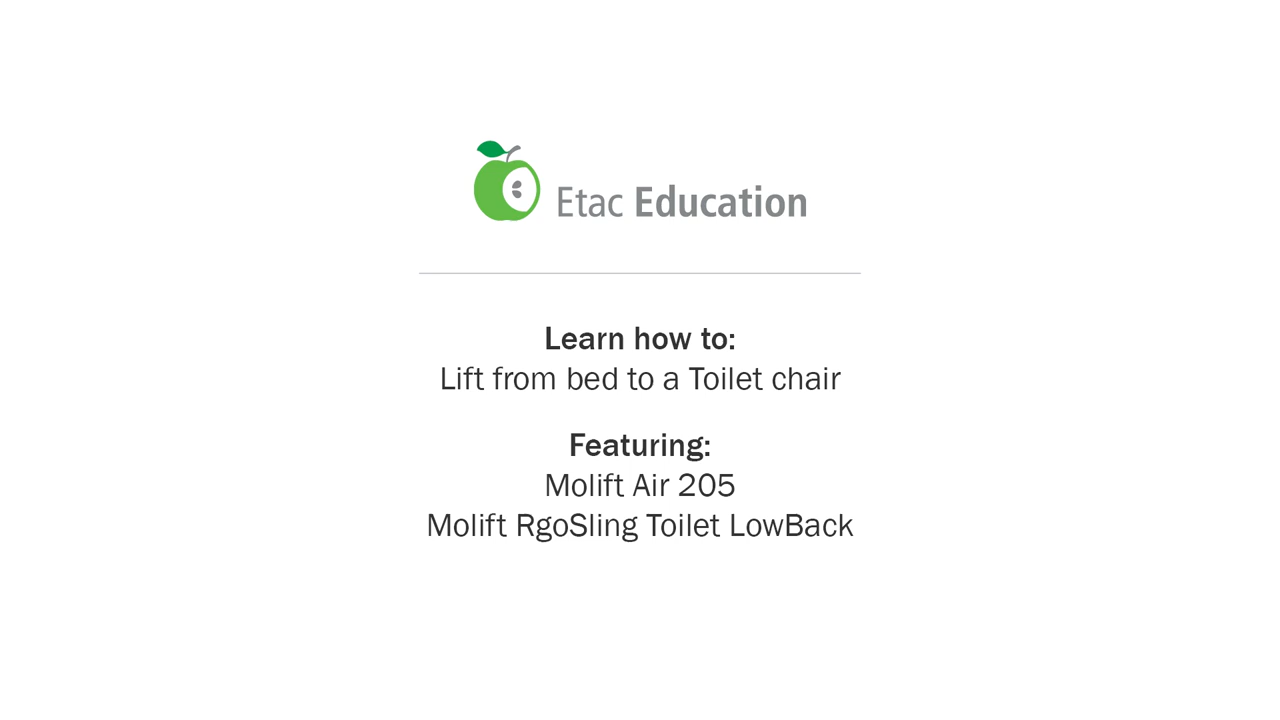 Etac Education
Learn how to:
Lift from bed to a Toilet chair
Featuring:
Molift Air 205
Molift RgoSling Toilet LowBack